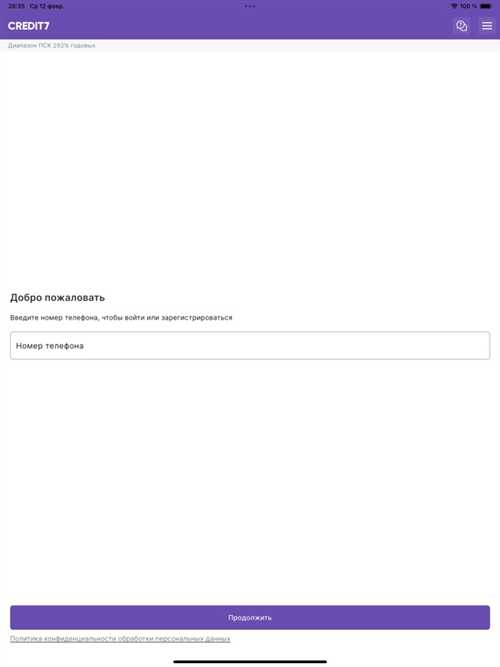 20:35 Ср 12 февр.
100 %
CREDIT7
Диапазон ПСК 292% годовых
Добро пожаловать
Введите номер телефона, чтобы войти или зарегистрироваться
Номер телефона
Продолжить
Политика конфиденциальности обработки персональных данных